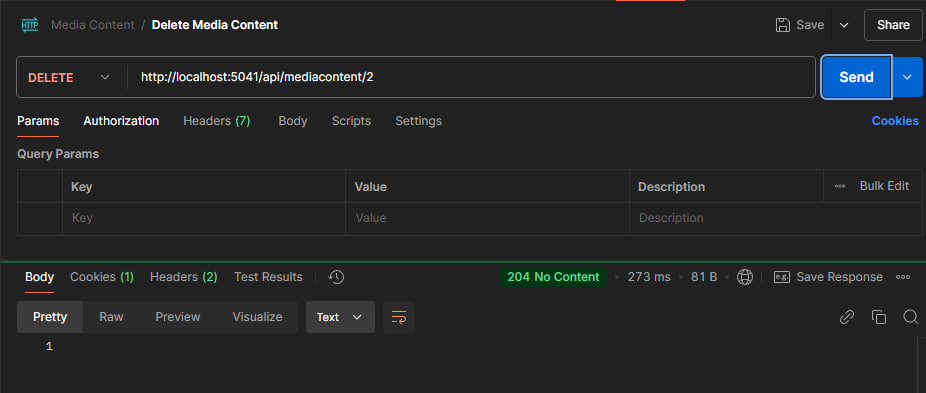 HTTP Media Content / Delete Media Content Save Share
DELETE http://localhost:5041/api/mediacontent/2 Send
Params Authorization Headers (7) Body Scripts Settings Cookies
Query Params
Key Value Description Bulk Edit
Key Value Description
Body Cookies (1) Headers (2) Test Results 204 No Content 273 ms 81 B Save Response
Pretty Raw Preview Visualize Text
1